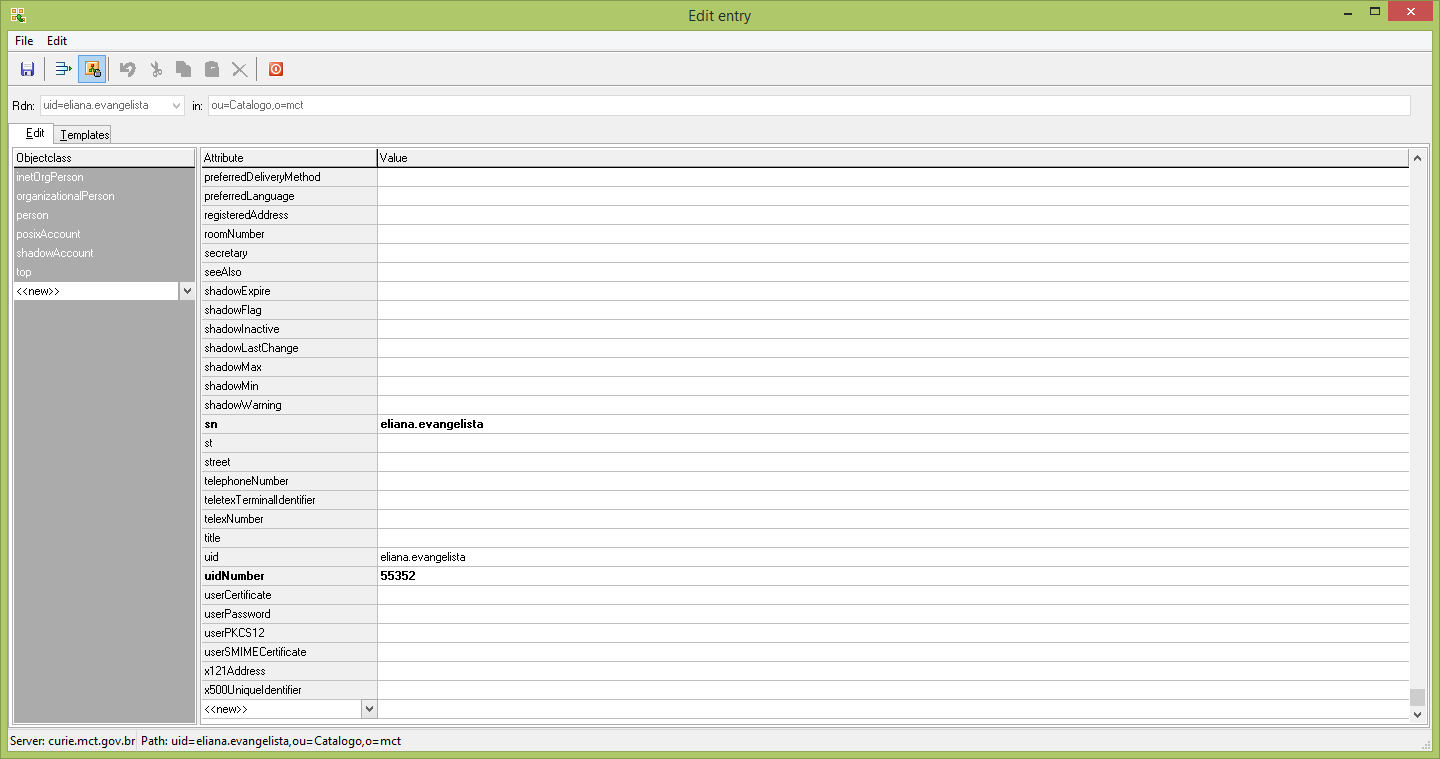 Edit entry
File Edit
Rdn: uid=eliana.evangelista in: ou=Catalogo,o=mct
Edit Templates
Objectclass Attribute Value
inetOrgPerson preferredDeliveryMethod
organizationalPerson preferredLanguage
person registeredAddress
posixAccount roomNumber
shadowAccount secretary
top seeAlso
<<new>> shadowExpire
shadowFlag
shadowInactive
shadowLastChange
shadowMax
shadowMin
shadowWarning
sn eliana.evangelista
st
street
telephoneNumber
teletexTerminalIdentifier
telexNumber
title
uid eliana.evangelista
uidNumber 55352
userCertificate
userPassword
userPKCS12
userSMIMECertificate
x121Address
x500UniqueIdentifier
<<new>>
Server: curie.mct.gov.br Path: uid=eliana.evangelista,ou=Catalogo,o=mct